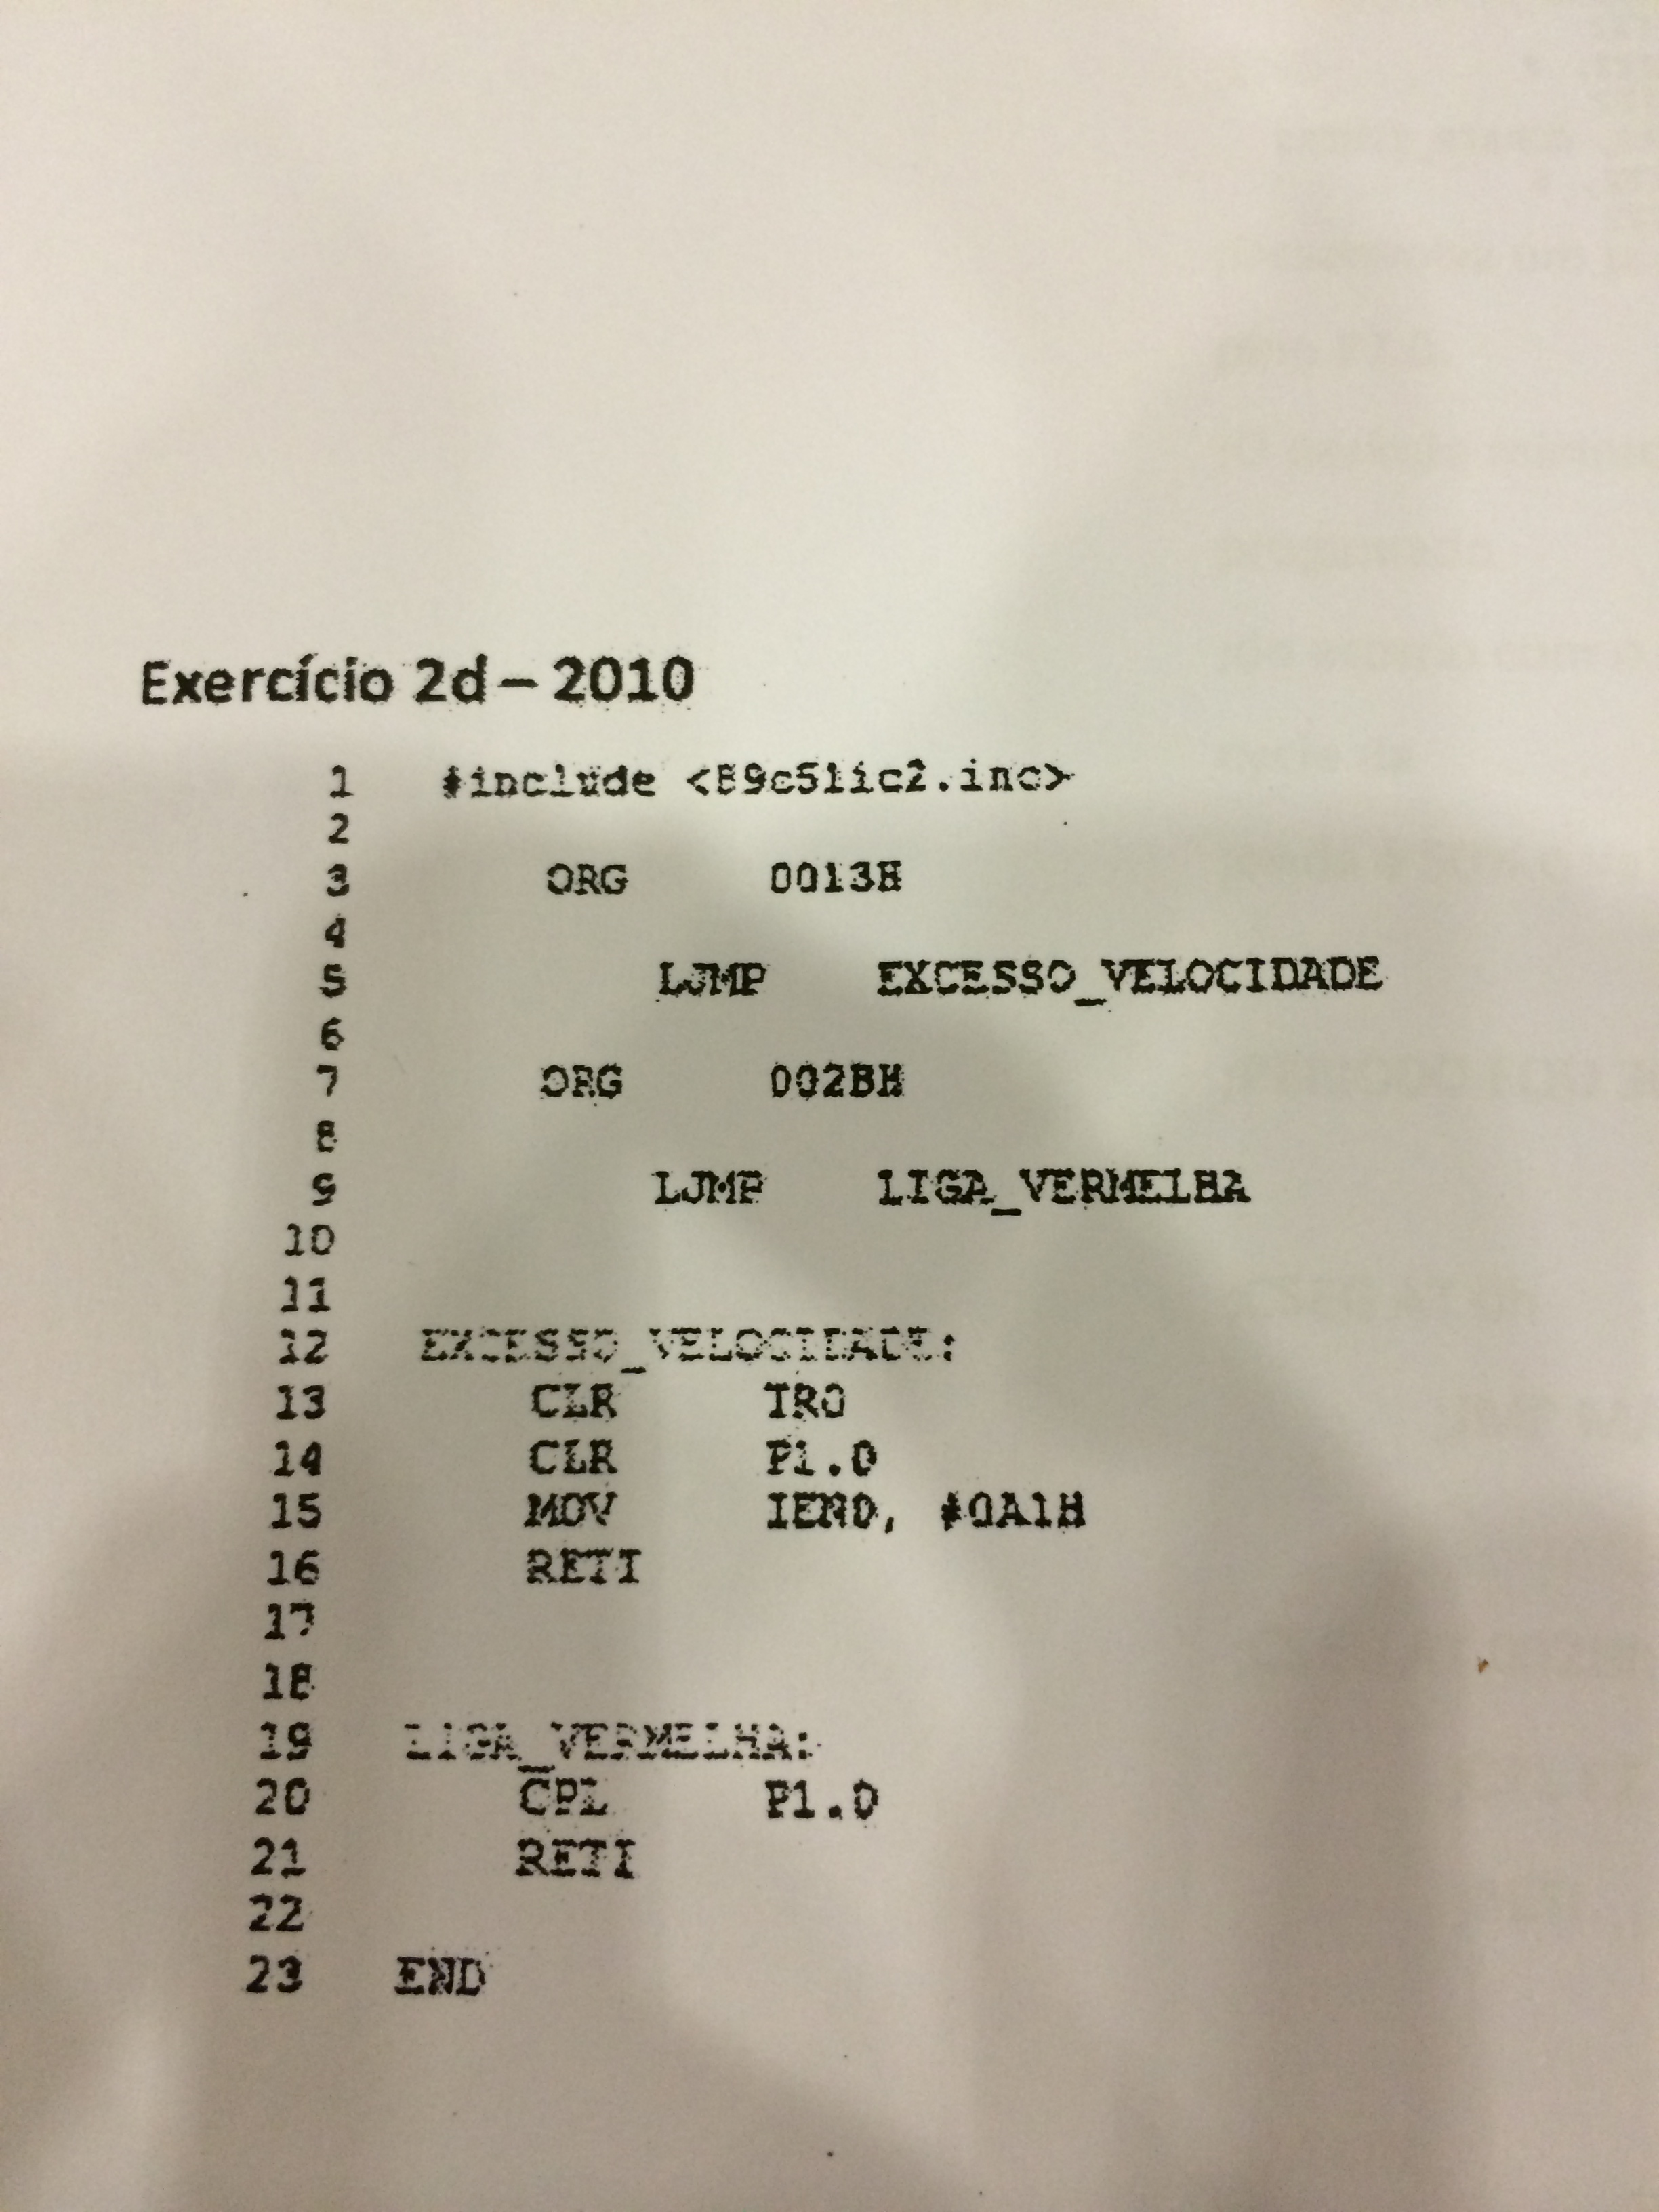 Exercício 2d – 2010
1 #include <89c51ic2.inc>
2
3 ORG 0013H
4
5 LJMP EXCESSO_VELOCIDADE
6
7 ORG 002BH
8
9 LJMP LIGA_VERMELHA
10
11
12 EXCESSO_VELOCIDADE:
13 CLR TR0
14 CLR P1.0
15 MOV IEN0, #0A1H
16 RETI
17
18
19 LIGA_VERMELHA:
20 CPL P1.0
21 RETI
22
23 END